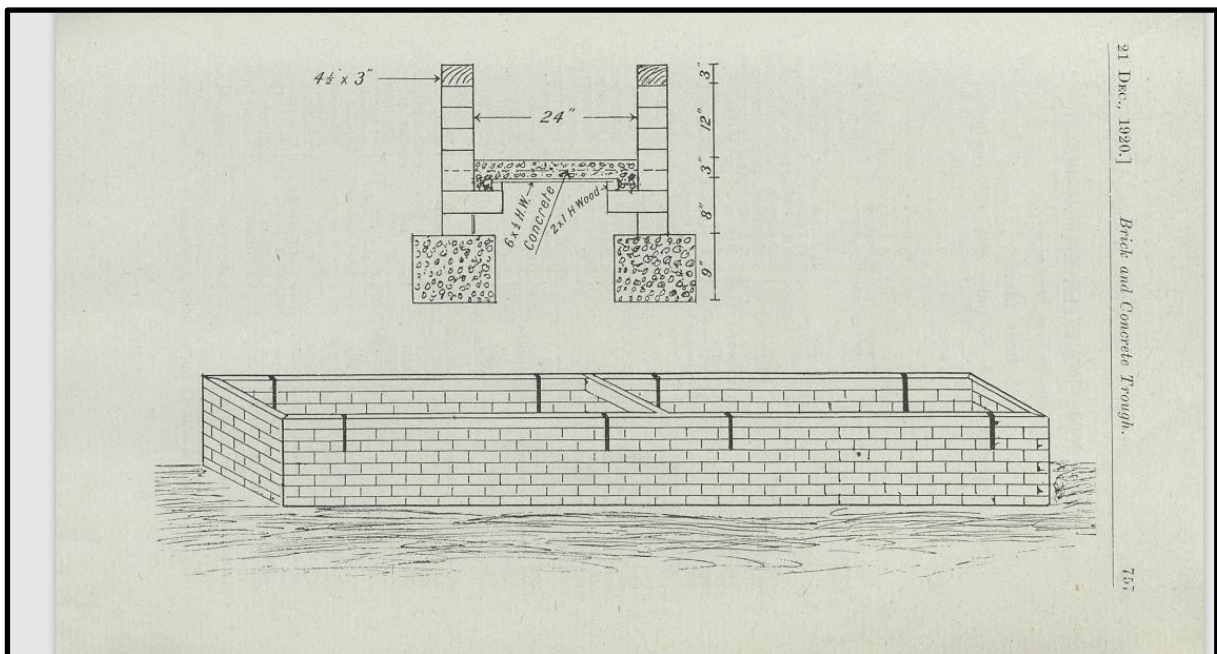 4½ x 3"
24"
3"
12"
3"
8"
9"
6 x ½ H.W.
Concrete
2 x 1 H Wood
21 DEC., 1920.] Brick and Concrete Trough. 757